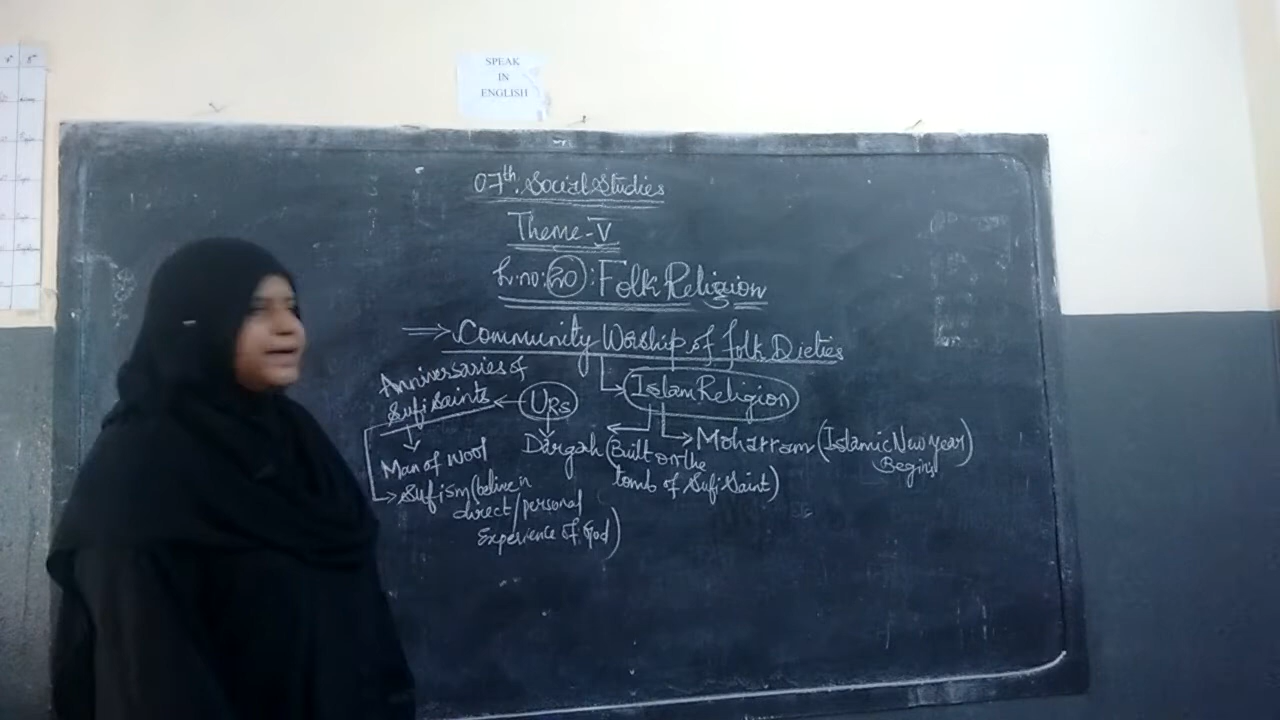 SPEAK
IN
ENGLISH
07th Social Studies
Theme-V
L.no:20: Folk Religion
Community Worship of folk Dieties
Anniversaries of
Sufi Saints
URs
Islam Religion
Man of Wool
Dargah (Built on the
tomb of Sufi Saint)
Moharram (Islamic New Year
Begins)
Sufism (belive in
direct/personal
Experience of God)